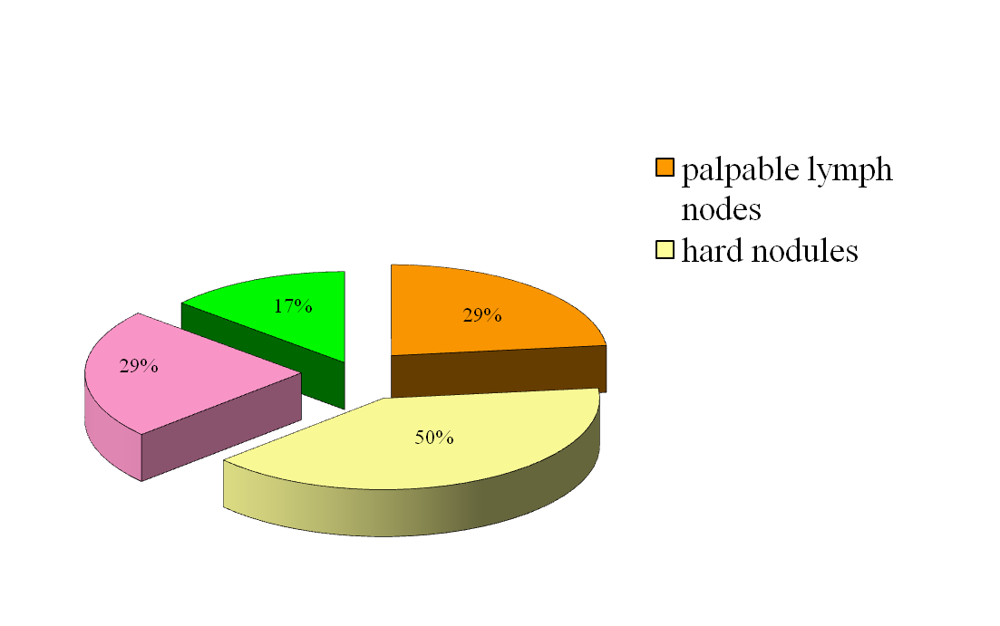 palpable lymph
nodes
hard nodules
17%
29%
29%
50%